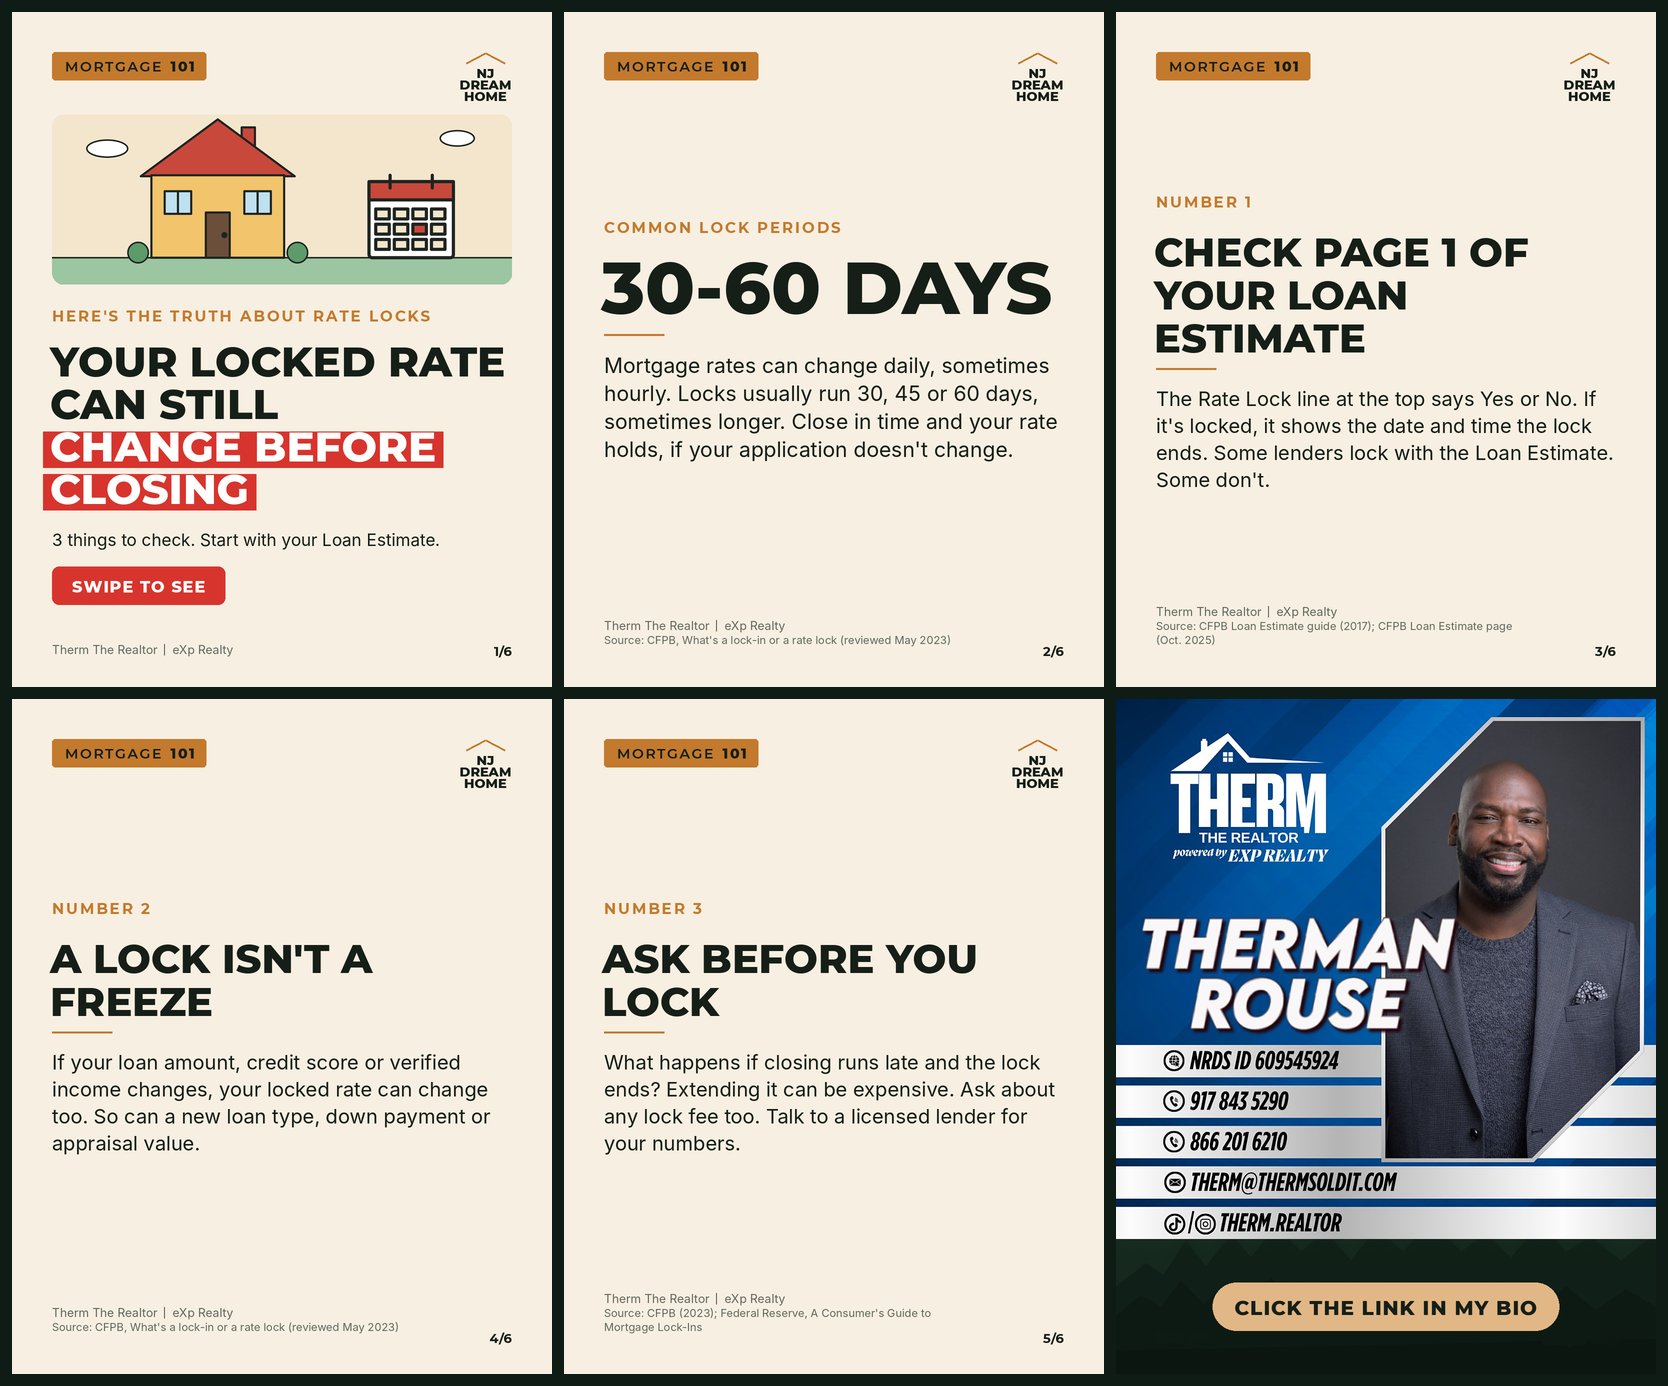 MORTGAGE 101
NJ
DREAM
HOME
HERE'S THE TRUTH ABOUT RATE LOCKS
YOUR LOCKED RATE
CAN STILL
CHANGE BEFORE
CLOSING
3 things to check. Start with your Loan Estimate.
SWIPE TO SEE
Therm The Realtor | eXp Realty
1/6
MORTGAGE 101
NJ
DREAM
HOME
COMMON LOCK PERIODS
30-60 DAYS
Mortgage rates can change daily, sometimes
hourly. Locks usually run 30, 45 or 60 days,
sometimes longer. Close in time and your rate
holds, if your application doesn't change.
Therm The Realtor | eXp Realty
Source: CFPB, What's a lock-in or a rate lock (reviewed May 2023)
2/6
MORTGAGE 101
NJ
DREAM
HOME
NUMBER 1
CHECK PAGE 1 OF
YOUR LOAN
ESTIMATE
The Rate Lock line at the top says Yes or No. If
it's locked, it shows the date and time the lock
ends. Some lenders lock with the Loan Estimate.
Some don't.
Therm The Realtor | eXp Realty
Source: CFPB Loan Estimate guide (2017); CFPB Loan Estimate page
(Oct. 2025)
3/6
MORTGAGE 101
NJ
DREAM
HOME
NUMBER 2
A LOCK ISN'T A
FREEZE
If your loan amount, credit score or verified
income changes, your locked rate can change
too. So can a new loan type, down payment or
appraisal value.
Therm The Realtor | eXp Realty
Source: CFPB, What's a lock-in or a rate lock (reviewed May 2023)
4/6
MORTGAGE 101
NJ
DREAM
HOME
NUMBER 3
ASK BEFORE YOU
LOCK
What happens if closing runs late and the lock
ends? Extending it can be expensive. Ask about
any lock fee too. Talk to a licensed lender for
your numbers.
Therm The Realtor | eXp Realty
Source: CFPB (2023); Federal Reserve, A Consumer's Guide to
Mortgage Lock-Ins
5/6
THERM
THE REALTOR
powered by EXP REALTY
THERMAN
ROUSE
NRDS ID 609545924
917 843 5290
866 201 6210
THERM@THERMSOLDIT.COM
/ THERM.REALTOR
CLICK THE LINK IN MY BIO